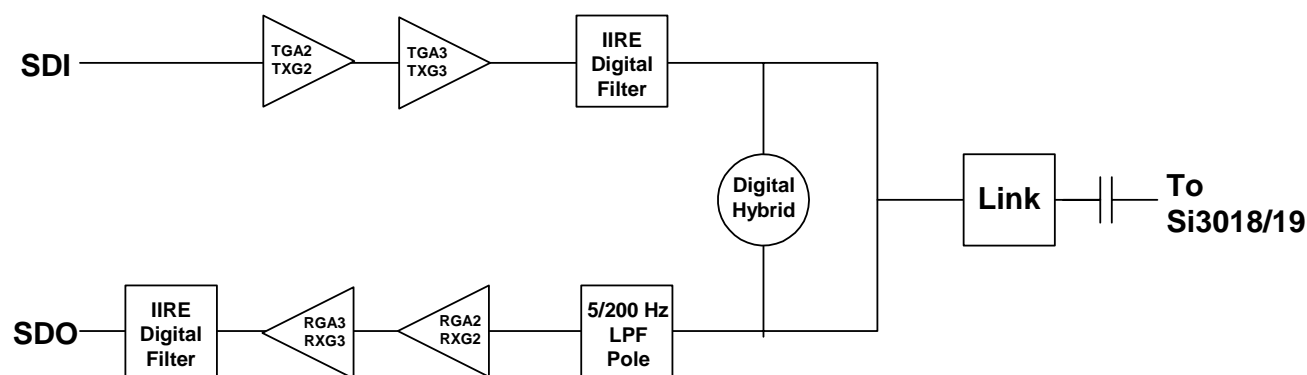 SDI
TGA2
TXG2
TGA3
TXG3
IIRE
Digital
Filter
Digital
Hybrid
Link
To
Si3018/19
SDO
IIRE
Digital
Filter
RGA3
RXG3
RGA2
RXG2
5/200 Hz
LPF
Pole